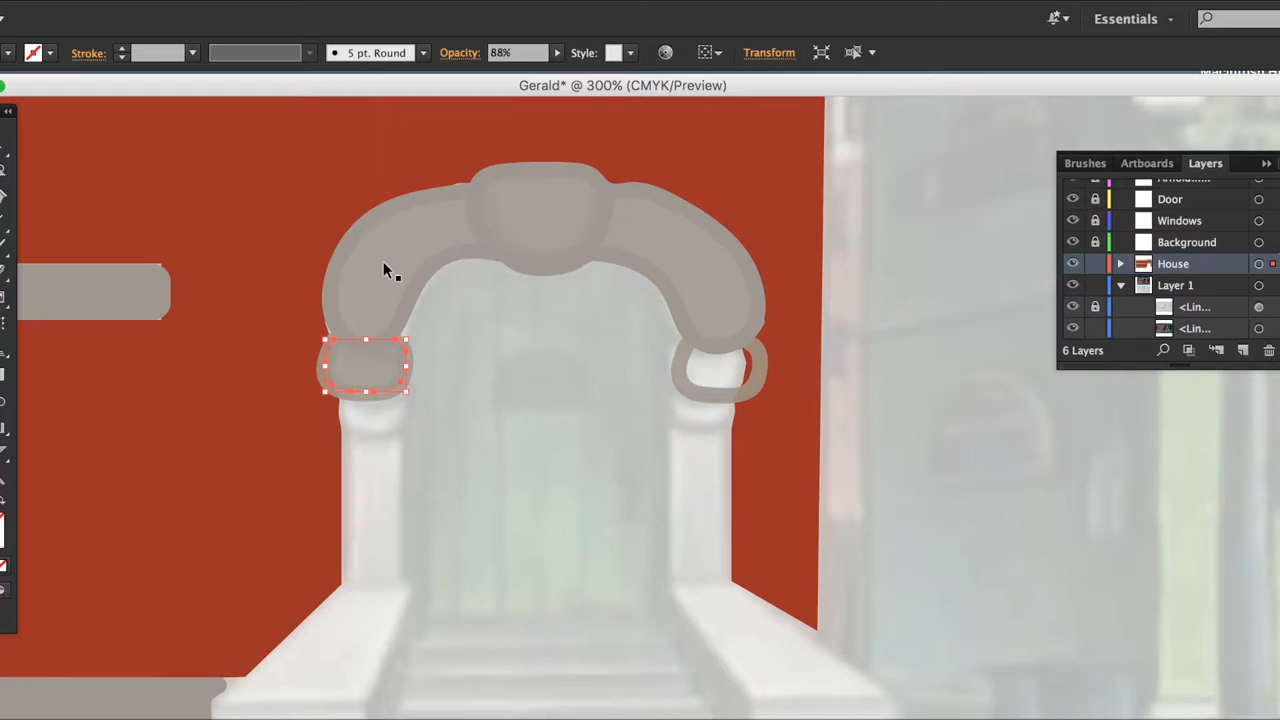 Essentials
Stroke:
5 pt. Round
Opacity:
88%
Style:
Transform
Gerald* @ 300% (CMYK/Preview)
Brushes
Artboards
Layers
Door
Windows
Background
House
Layer 1
<Lin...
<Lin...
6 Layers